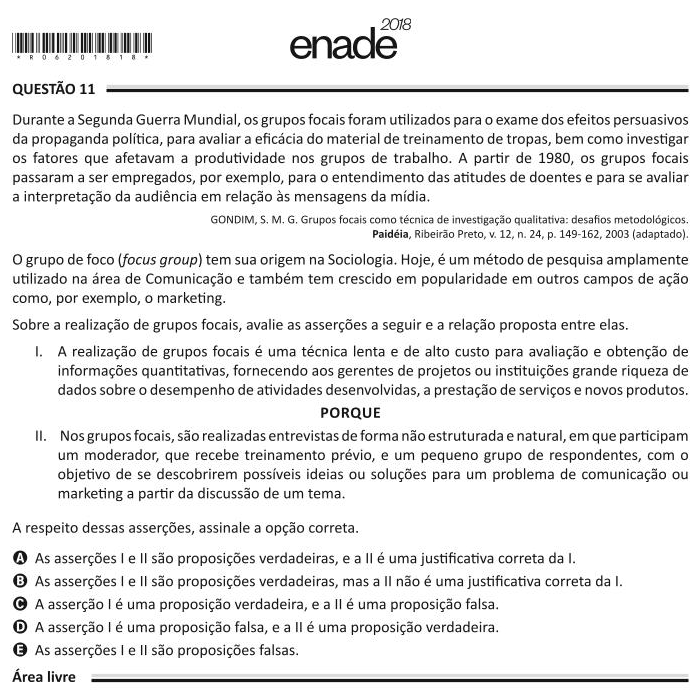 enade 2018
* R 0 6 2 0 1 8 1 8 *
QUESTÃO 11
Durante a Segunda Guerra Mundial, os grupos focais foram utilizados para o exame dos efeitos persuasivos
da propaganda política, para avaliar a eficácia do material de treinamento de tropas, bem como investigar
os fatores que afetavam a produtividade nos grupos de trabalho. A partir de 1980, os grupos focais
passaram a ser empregados, por exemplo, para o entendimento das atitudes de doentes e para se avaliar
a interpretação da audiência em relação às mensagens da mídia.
GONDIM, S. M. G. Grupos focais como técnica de investigação qualitativa: desafios metodológicos.
Paidéia, Ribeirão Preto, v. 12, n. 24, p. 149-162, 2003 (adaptado).
O grupo de foco (focus group) tem sua origem na Sociologia. Hoje, é um método de pesquisa amplamente
utilizado na área de Comunicação e também tem crescido em popularidade em outros campos de ação
como, por exemplo, o marketing.
Sobre a realização de grupos focais, avalie as asserções a seguir e a relação proposta entre elas.
I. A realização de grupos focais é uma técnica lenta e de alto custo para avaliação e obtenção de
informações quantitativas, fornecendo aos gerentes de projetos ou instituições grande riqueza de
dados sobre o desempenho de atividades desenvolvidas, a prestação de serviços e novos produtos.
PORQUE
II. Nos grupos focais, são realizadas entrevistas de forma não estruturada e natural, em que participam
um moderador, que recebe treinamento prévio, e um pequeno grupo de respondentes, com o
objetivo de se descobrirem possíveis ideias ou soluções para um problema de comunicação ou
marketing a partir da discussão de um tema.
A respeito dessas asserções, assinale a opção correta.
A As asserções I e II são proposições verdadeiras, e a II é uma justificativa correta da I.
B As asserções I e II são proposições verdadeiras, mas a II não é uma justificativa correta da I.
C A asserção I é uma proposição verdadeira, e a II é uma proposição falsa.
D A asserção I é uma proposição falsa, e a II é uma proposição verdadeira.
E As asserções I e II são proposições falsas.
Área livre